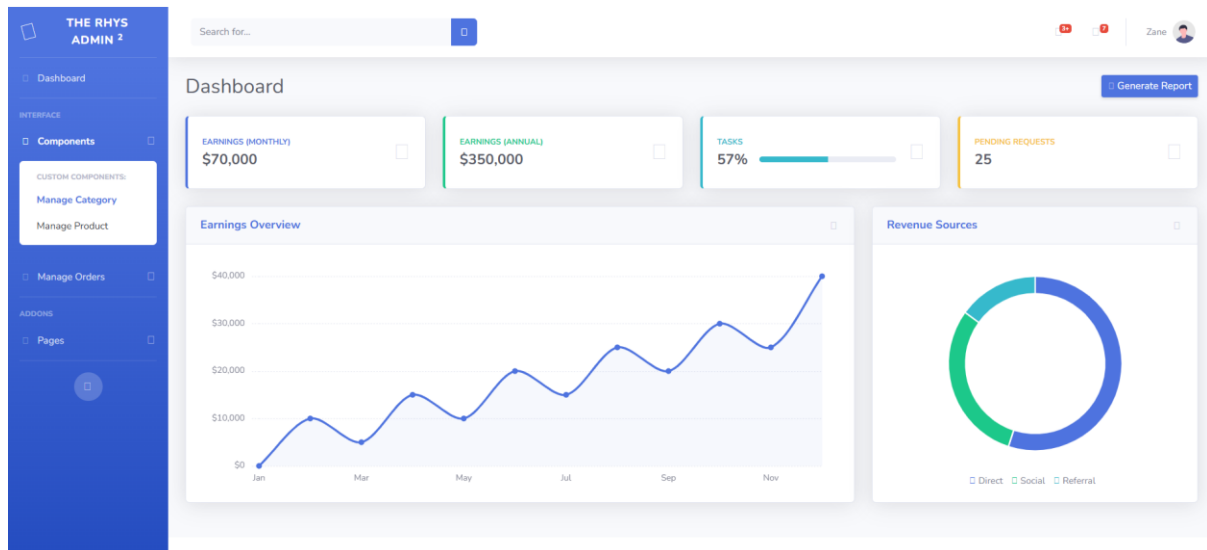 THE RHYS
ADMIN 2
Search for...
3+
7
Zane
Dashboard
INTERFACE
Components
CUSTOM COMPONENTS:
Manage Category
Manage Product
Manage Orders
ADDONS
Pages
Dashboard
Generate Report
EARNINGS (MONTHLY)
$70,000
EARNINGS (ANNUAL)
$350,000
TASKS
57%
PENDING REQUESTS
25
Earnings Overview
$40,000
$30,000
$20,000
$10,000
$0
Jan Mar May Jul Sep Nov
Revenue Sources
Direct Social Referral